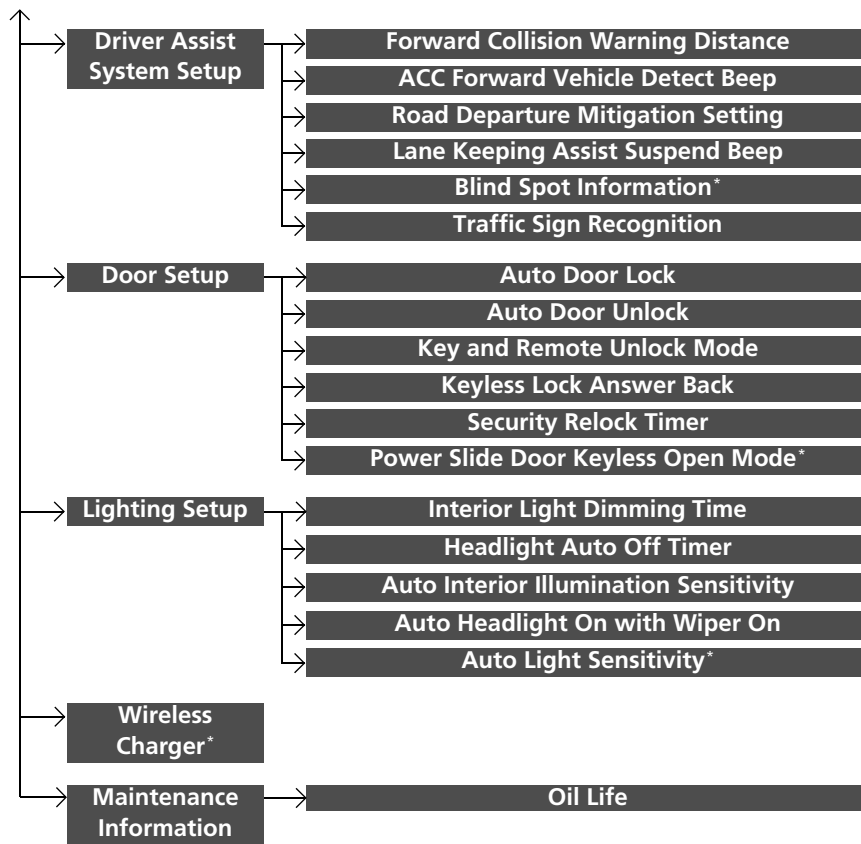 Driver Assist
System Setup
Forward Collision Warning Distance
ACC Forward Vehicle Detect Beep
Road Departure Mitigation Setting
Lane Keeping Assist Suspend Beep
Blind Spot Information*
Traffic Sign Recognition
Door Setup
Auto Door Lock
Auto Door Unlock
Key and Remote Unlock Mode
Keyless Lock Answer Back
Security Relock Timer
Power Slide Door Keyless Open Mode*
Lighting Setup
Interior Light Dimming Time
Headlight Auto Off Timer
Auto Interior Illumination Sensitivity
Auto Headlight On with Wiper On
Auto Light Sensitivity*
Wireless
Charger*
Maintenance
Information
Oil Life